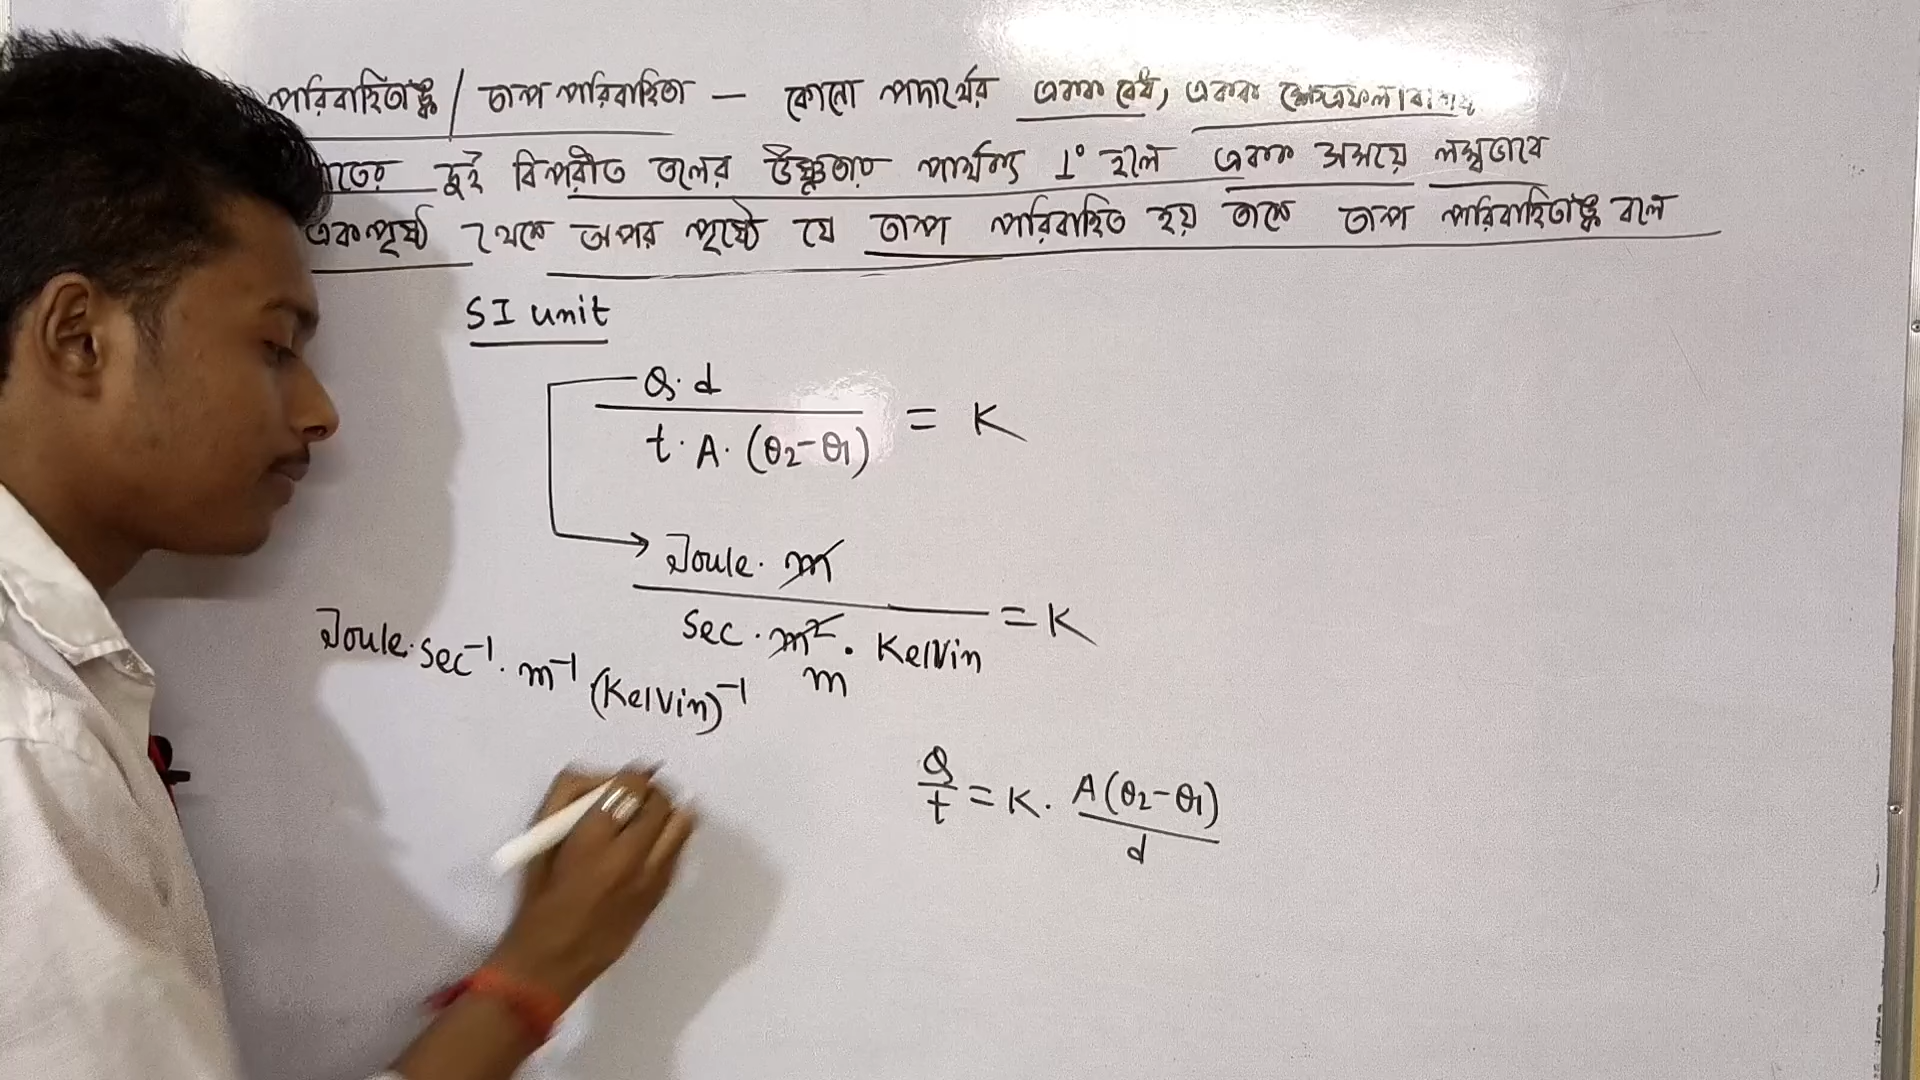 পরিবাহিতাঙ্ক / তাপ পরিবাহিতা — কোনো পদার্থের একক বেধ, একক ক্ষেত্রফল
দুই বিপরীত তলের উষ্ণতার পার্থক্য 1° হলে একক সময়ে লম্বভাবে
একপৃষ্ঠ থেকে অপর পৃষ্ঠে যে তাপ পরিবাহিত হয় তাকে তাপ পরিবাহিতাঙ্ক বলে
SI unit
Q. d
= K
t. A. (θ2-θ1)
Joule. m
= K
Sec. m². Kelvin
m
Joule. Sec⁻¹. m⁻¹ (Kelvin)⁻¹
Q
t = K. A(θ2-θ1)
d